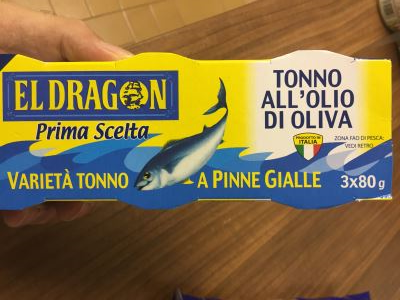 EL DRAGON
Prima Scelta
TONNO
ALL'OLIO
DI OLIVA
PRODOTTO IN
ITALIA
ZONA FAO DI PESCA:
VEDI RETRO
VARIETÀ TONNO A PINNE GIALLE
3x80g